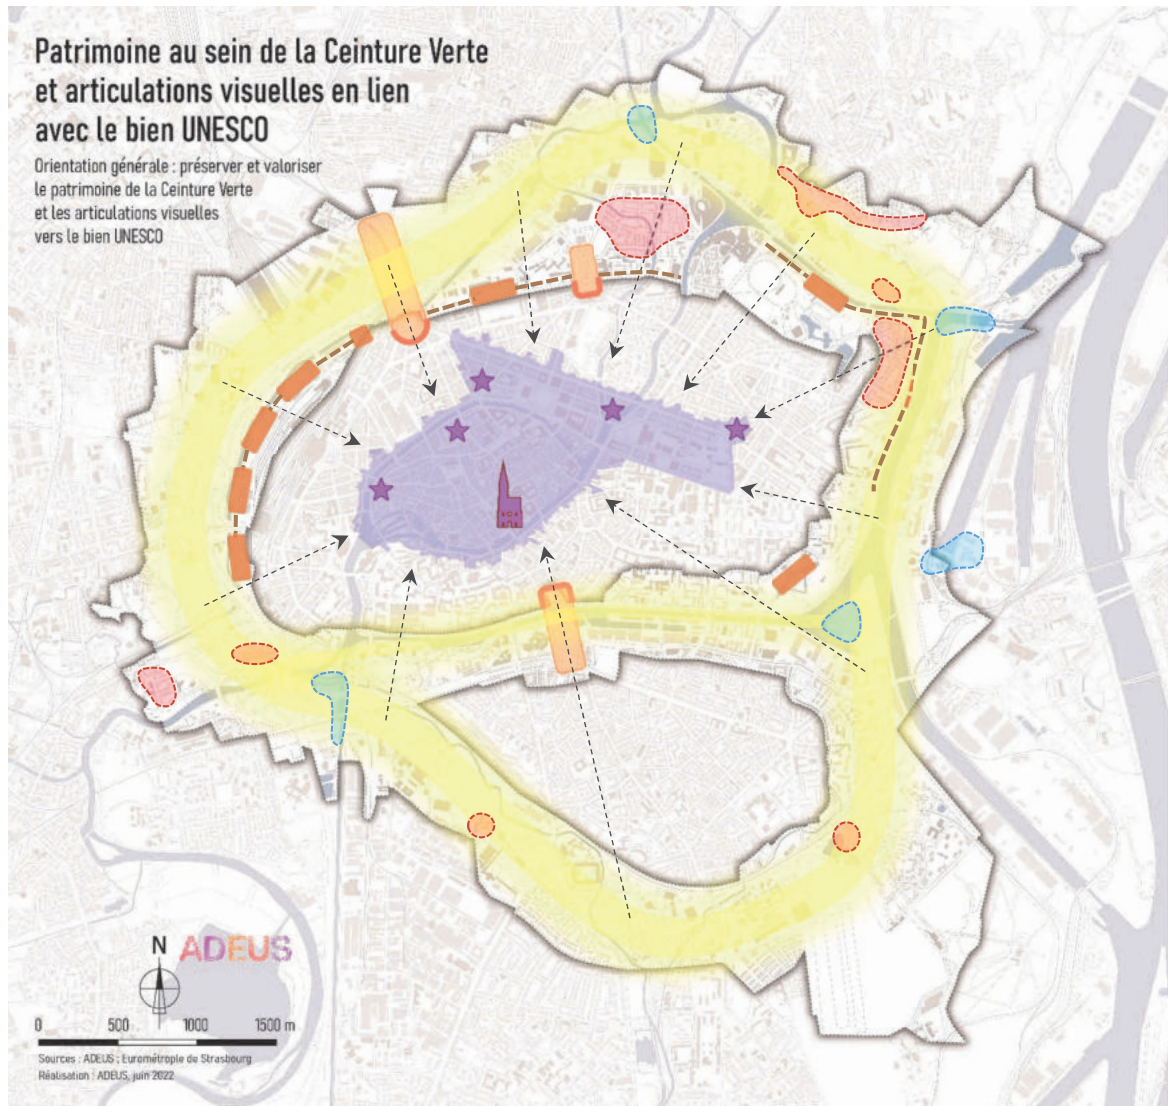 Patrimoine au sein de la Ceinture Verte
et articulations visuelles en lien
avec le bien UNESCO
Orientation générale : préserver et valoriser
le patrimoine de la Ceinture Verte
et les articulations visuelles
vers le bien UNESCO
N ADEUS
0 500 1000 1500 m
Sources : ADEUS ; Eurométrople de Strasbourg
Réalisation : ADEUS, juin 2022